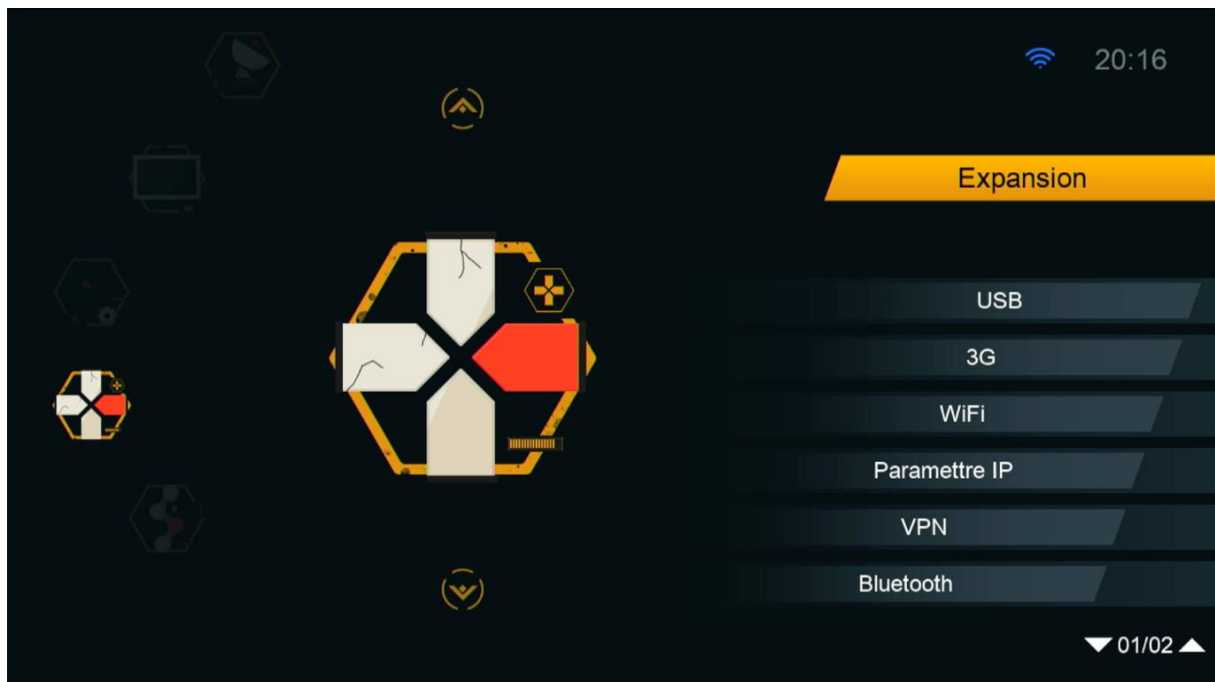 20:16
Expansion
USB
3G
WiFi
Paramettre IP
VPN
Bluetooth
01/02